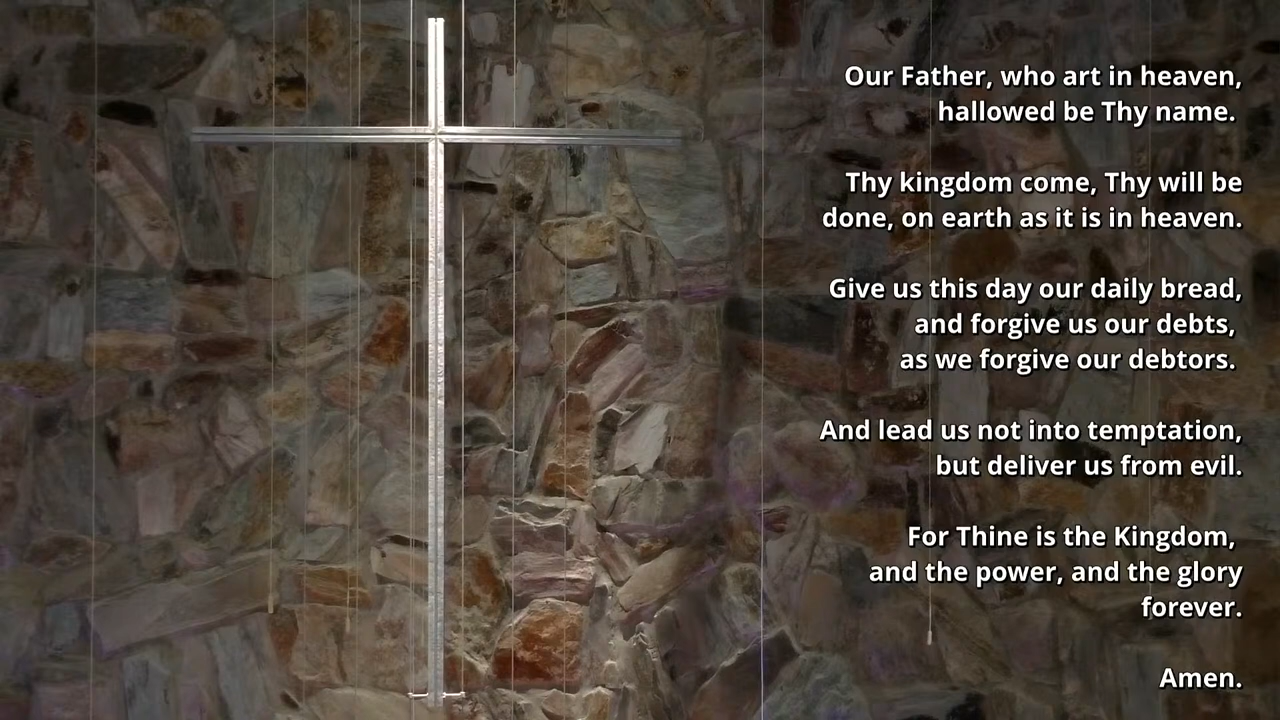 Our Father, who art in heaven,
hallowed be Thy name.
Thy kingdom come, Thy will be
done, on earth as it is in heaven.
Give us this day our daily bread,
and forgive us our debts,
as we forgive our debtors.
And lead us not into temptation,
but deliver us from evil.
For Thine is the Kingdom,
and the power, and the glory
forever.
Amen.